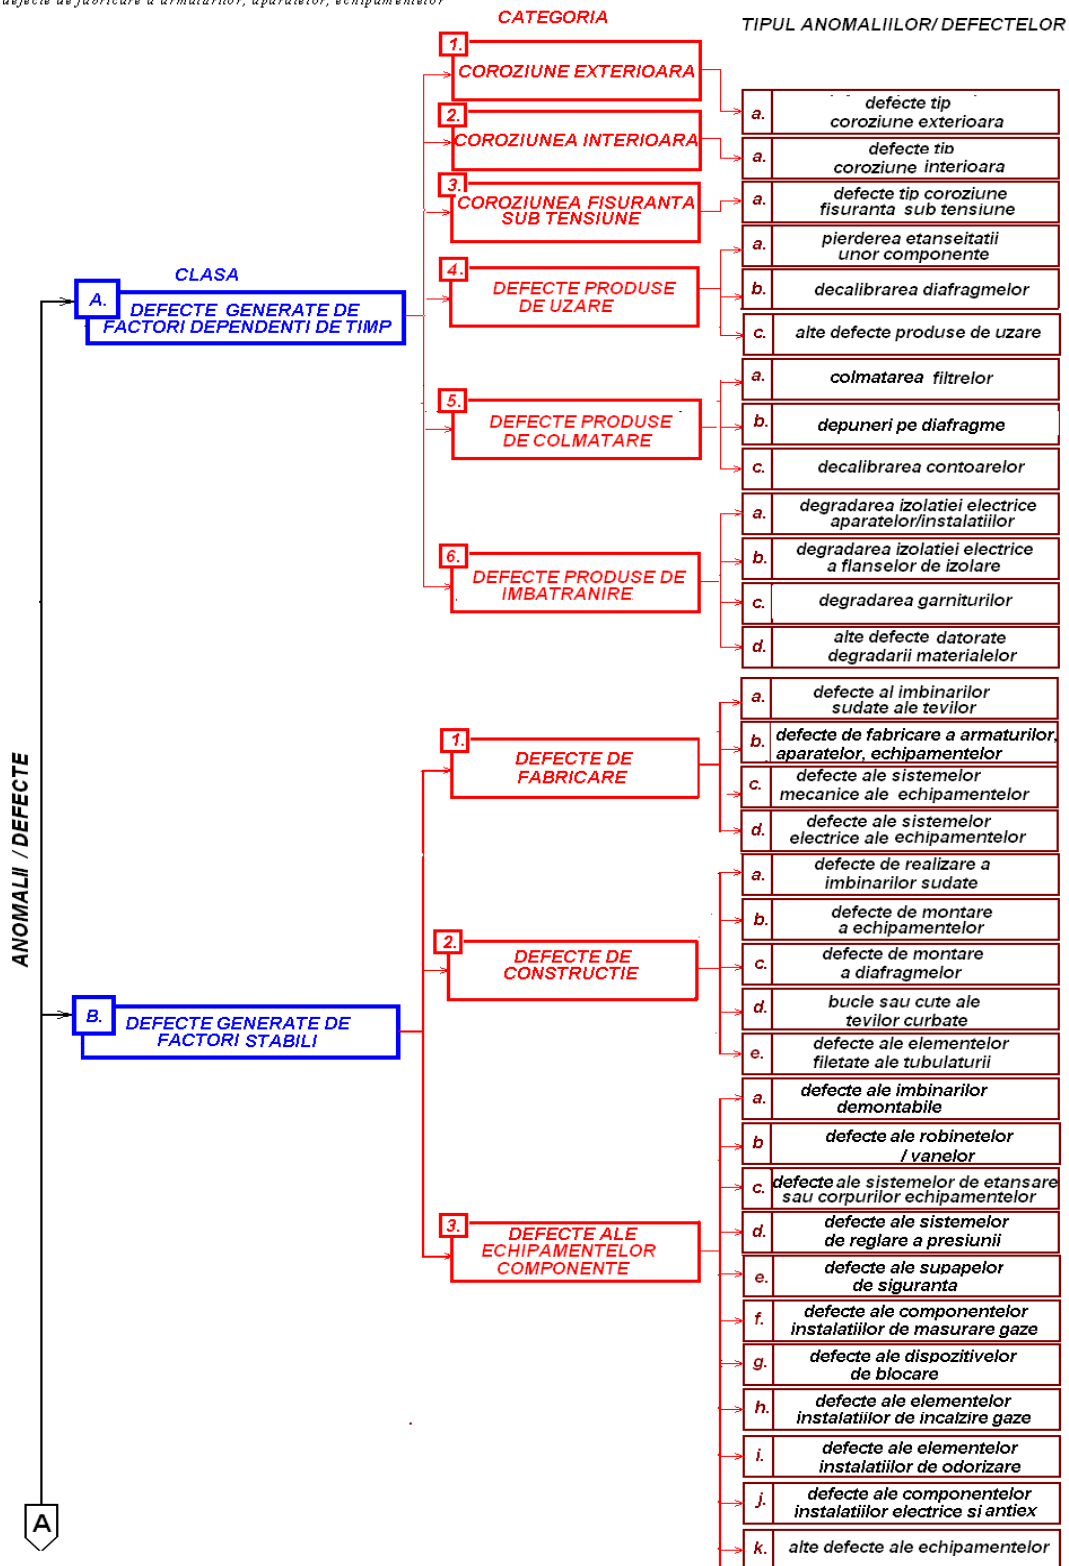 defecte de fabricare a armaturilor, aparatelor, echipamentelor
CATEGORIA
TIPUL ANOMALIILOR/ DEFECTELOR
1.
COROZIUNE EXTERIOARA
a.
defecte tip
coroziune exterioara
2.
COROZIUNEA INTERIOARA
a.
defecte tip
coroziune interioara
3.
COROZIUNEA FISURANTA
SUB TENSIUNE
a.
defecte tip coroziune
fisuranta sub tensiune
CLASA
A.
DEFECTE GENERATE DE
FACTORI DEPENDENTI DE TIMP
4.
DEFECTE PRODUSE
DE UZARE
a.
pierderea etanseitatii
unor componente
b.
decalibrarea diafragmelor
c.
alte defecte produse de uzare
5.
DEFECTE PRODUSE
DE COLMATARE
a.
colmatarea filtrelor
b.
depuneri pe diafragme
c.
decalibrarea contoarelor
6.
DEFECTE PRODUSE DE
IMBATRANIRE
a.
degradarea izolatiei electrice
aparatelor/instalatiilor
b.
degradarea izolatiei electrice
a flanselor de izolare
c.
degradarea garniturilor
d.
alte defecte datorate
degradarii materialelor
ANOMALII / DEFECTE
B.
DEFECTE GENERATE DE
FACTORI STABILI
1.
DEFECTE DE
FABRICARE
a.
defecte al imbinarilor
sudate ale tevilor
b.
defecte de fabricare a armaturilor,
aparatelor, echipamentelor
c.
defecte ale sistemelor
mecanice ale echipamentelor
d.
defecte ale sistemelor
electrice ale echipamentelor
2.
DEFECTE DE
CONSTRUCTIE
a.
defecte de realizare a
imbinarilor sudate
b.
defecte de montare
a echipamentelor
c.
defecte de montare
a diafragmelor
d.
bucle sau cute ale
tevilor curbate
e.
defecte ale elementelor
filetate ale tubulaturii
3.
DEFECTE ALE
ECHIPAMENTELOR
COMPONENTE
a.
defecte ale imbinarilor
demontabile
b
defecte ale robinetelor
/ vanelor
c.
defecte ale sistemelor de etansare
sau corpurilor echipamentelor
d.
defecte ale sistemelor
de reglare a presiunii
e.
defecte ale supapelor
de siguranta
f.
defecte ale componentelor
instalatiilor de masurare gaze
g.
defecte ale dispozitivelor
de blocare
h.
defecte ale elementelor
instalatiilor de incalzire gaze
i.
defecte ale elementelor
instalatiilor de odorizare
j.
defecte ale componentelor
instalatiilor electrice si antiex
k.
alte defecte ale echipamentelor
A